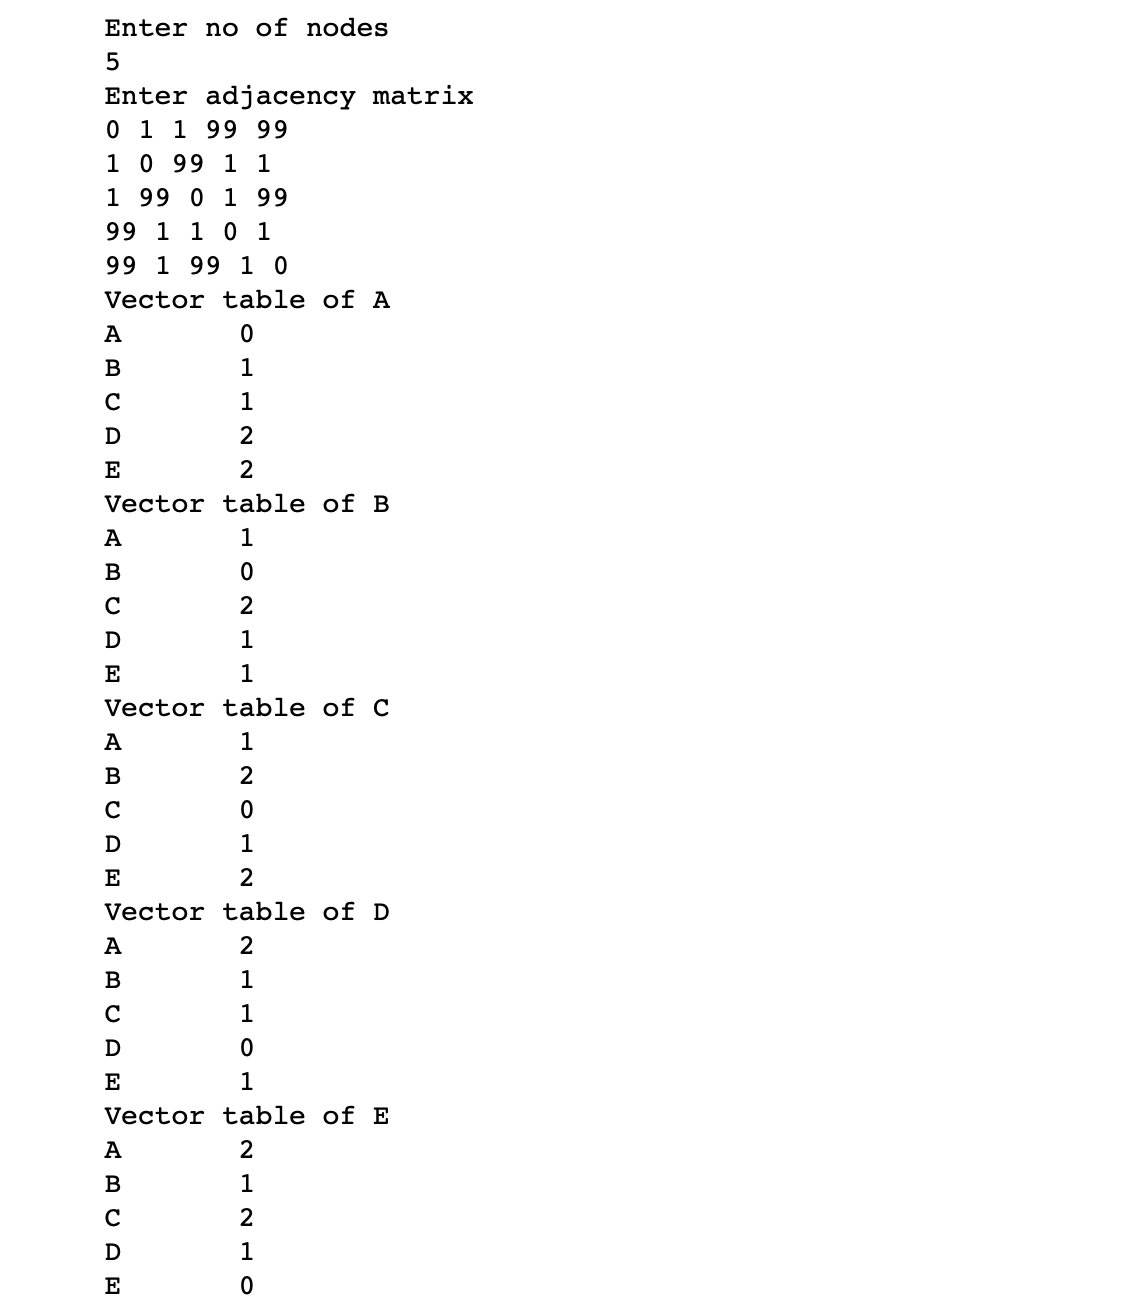 Enter no of nodes
5
Enter adjacency matrix
0 1 1 99 99
1 0 99 1 1
1 99 0 1 99
99 1 1 0 1
99 1 99 1 0
Vector table of A
A 0
B 1
C 1
D 2
E 2
Vector table of B
A 1
B 0
C 2
D 1
E 1
Vector table of C
A 1
B 2
C 0
D 1
E 2
Vector table of D
A 2
B 1
C 1
D 0
E 1
Vector table of E
A 2
B 1
C 2
D 1
E 0